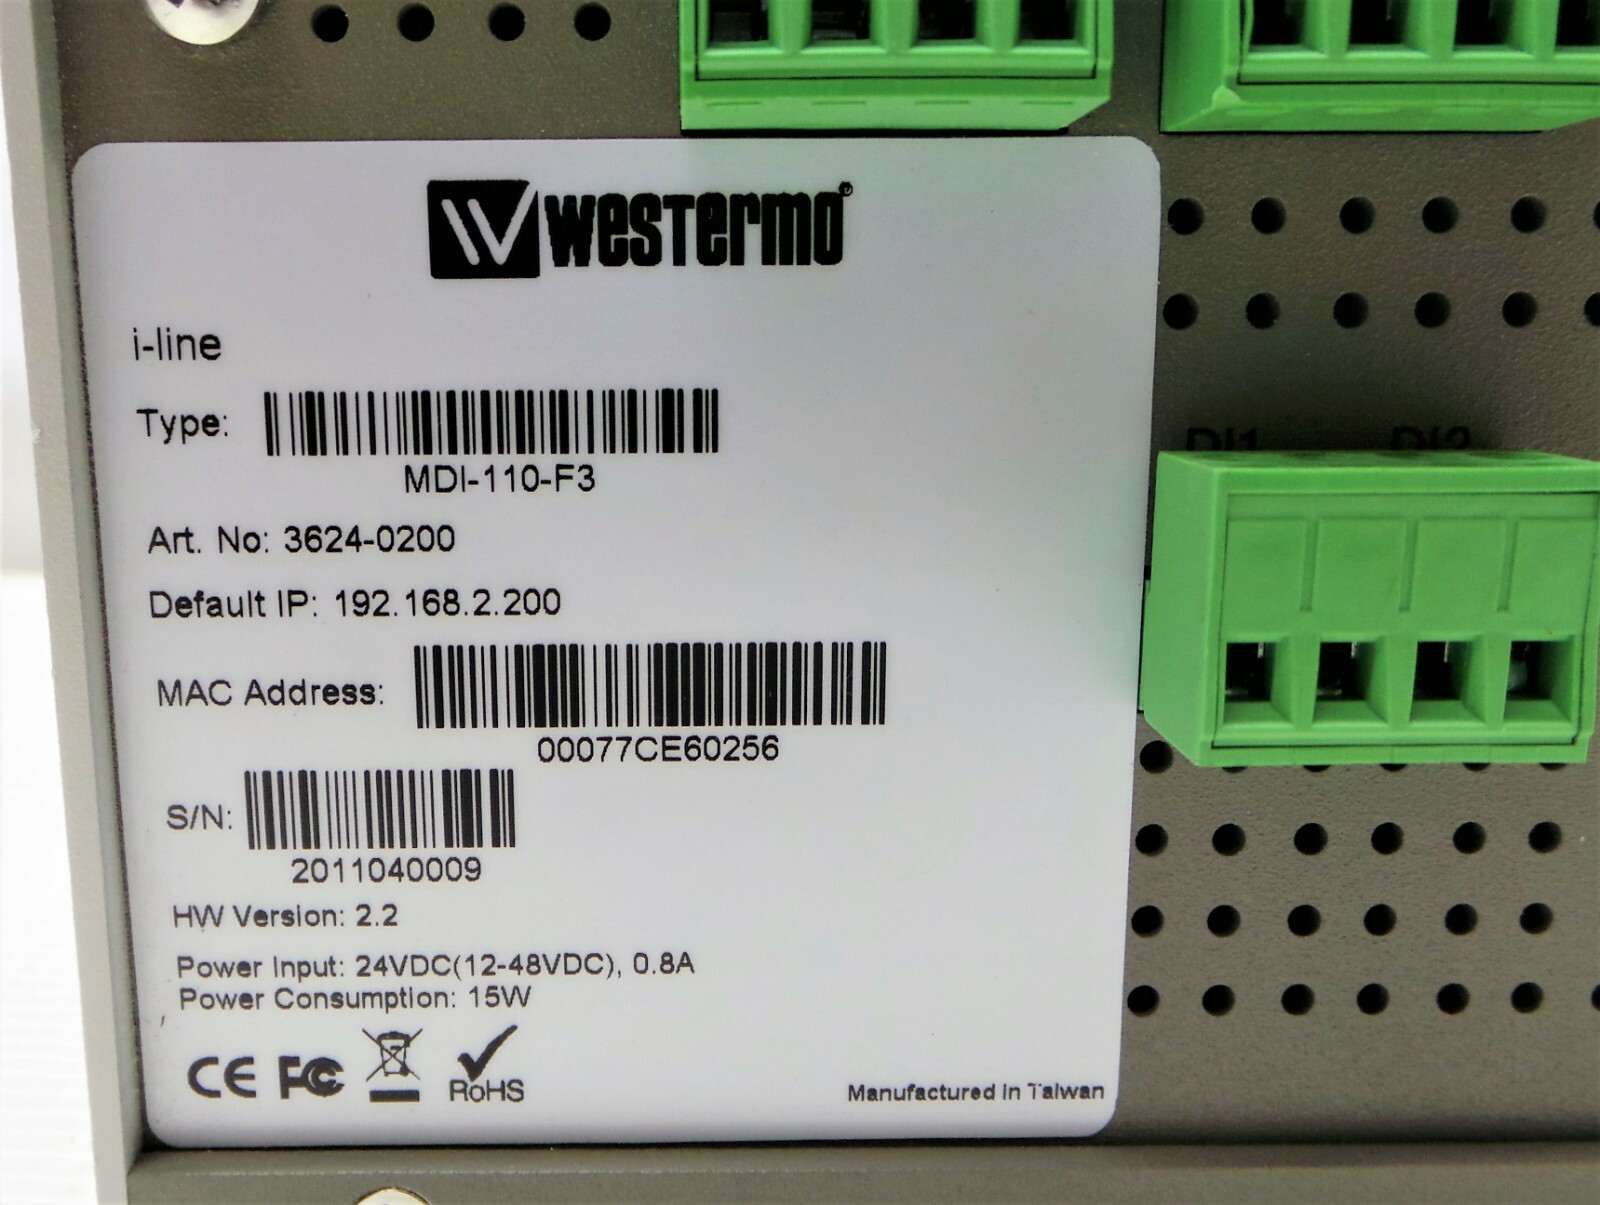 westermo®
i-line
Type:
MDI-110-F3
Art. No: 3624-0200
Default IP: 192.168.2.200
MAC Address:
00077CE60256
S/N:
2011040009
HW Version: 2.2
Power Input: 24VDC(12-48VDC), 0.8A
Power Consumption: 15W
CE FC RoHS
Manufactured in Taiwan
DI1 DI2